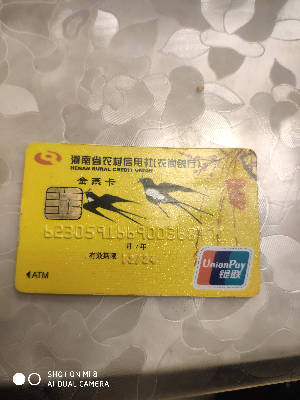 河南省农村信用社(农商银行)
HENAN RURAL CREDIT UNION
金燕卡
月/年
有效期限
ATM
UnionPay
银联
SHOT ON MI 8
AI DUAL CAMERA